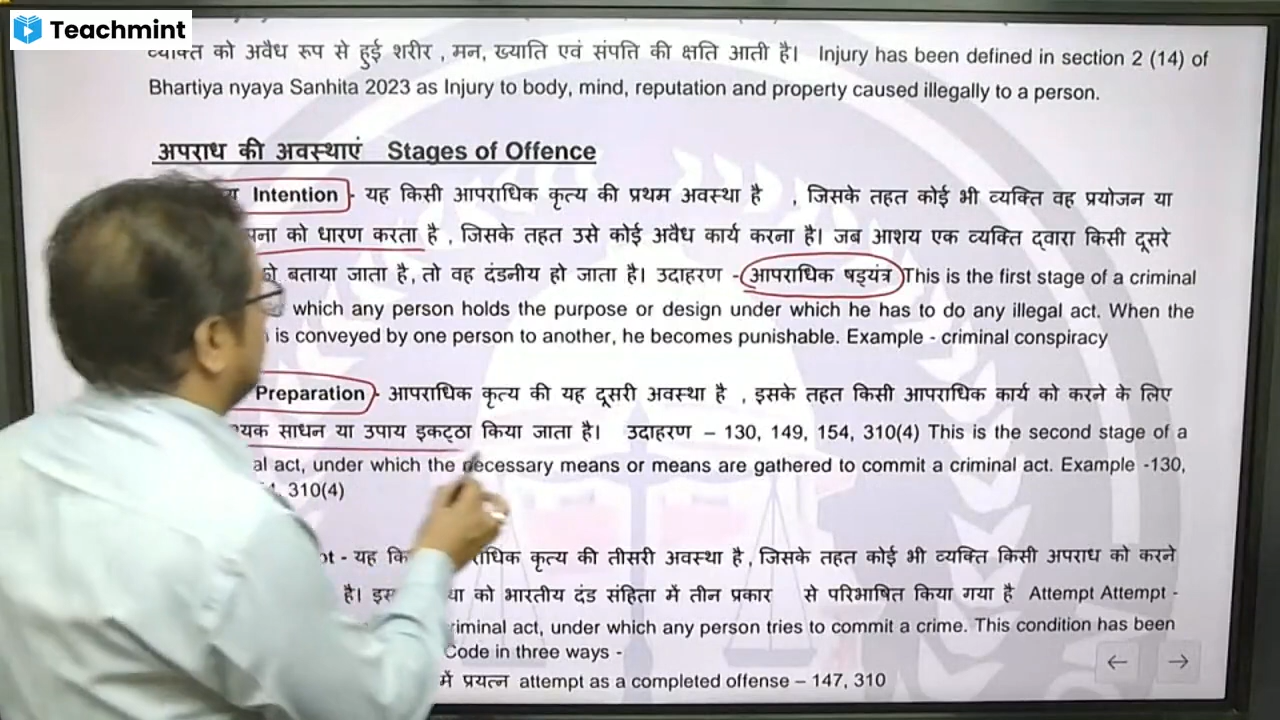 Teachmint
व्यक्ति को अवैध रूप से हुई शरीर , मन, ख्याति एवं संपत्ति की क्षति आती है। Injury has been defined in section 2 (14) of
Bhartiya nyaya Sanhita 2023 as Injury to body, mind, reputation and property caused illegally to a person.
अपराध की अवस्थाएं Stages of Offence
Intention - यह किसी आपराधिक कृत्य की प्रथम अवस्था है , जिसके तहत कोई भी व्यक्ति वह प्रयोजन या
को धारण करता है , जिसके तहत उसे कोई अवैध कार्य करना है। जब आशय एक व्यक्ति द्वारा किसी दूसरे
बताया जाता है, तो वह दंडनीय हो जाता है। उदाहरण - आपराधिक षड्यंत्र This is the first stage of a criminal
which any person holds the purpose or design under which he has to do any illegal act. When the
is conveyed by one person to another, he becomes punishable. Example - criminal conspiracy
Preparation - आपराधिक कृत्य की यह दूसरी अवस्था है , इसके तहत किसी आपराधिक कार्य को करने के लिए
साधन या उपाय इकट्ठा किया जाता है। उदाहरण – 130, 149, 154, 310(4) This is the second stage of a
act, under which the necessary means or means are gathered to commit a criminal act. Example -130,
310(4)
- यह कृत्य की तीसरी अवस्था है , जिसके तहत कोई भी व्यक्ति किसी अपराध को करने
है। को भारतीय दंड संहिता में तीन प्रकार से परिभाषित किया गया है Attempt Attempt -
act, under which any person tries to commit a crime. This condition has been
Code in three ways -
में प्रयत्न attempt as a completed offense – 147, 310